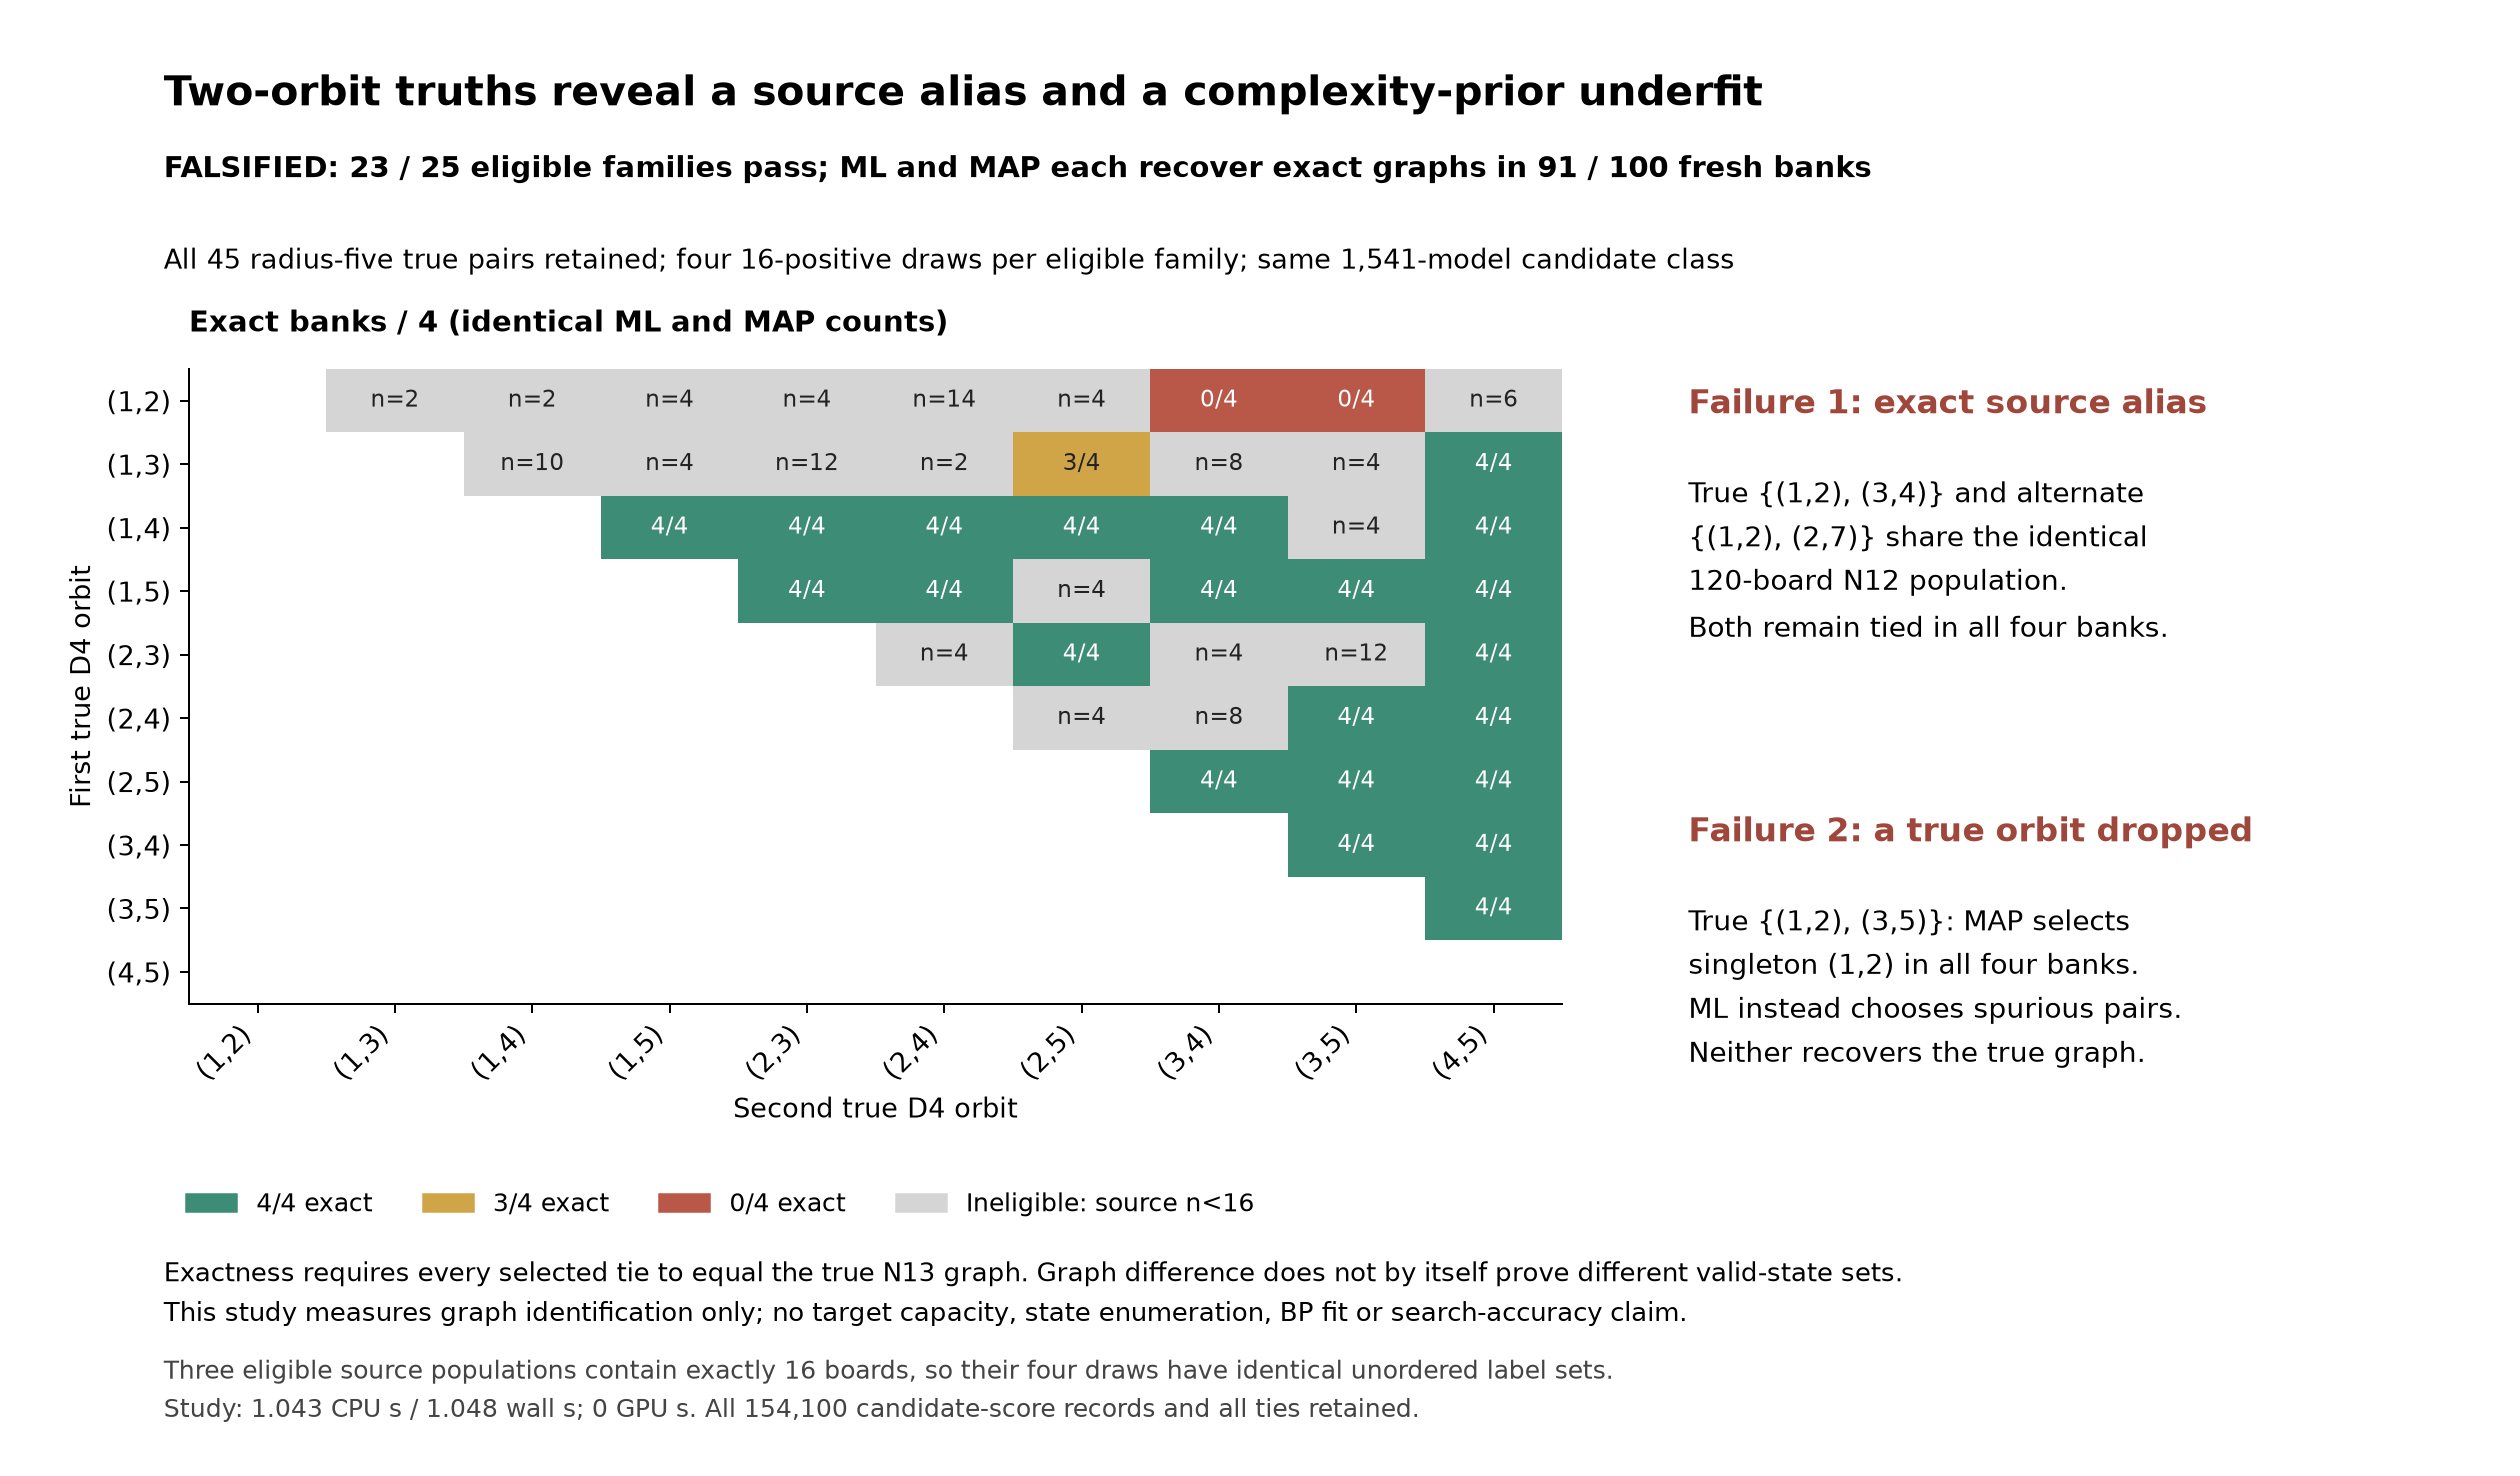 Two-orbit truths reveal a source alias and a complexity-prior underfit
FALSIFIED: 23 / 25 eligible families pass; ML and MAP each recover exact graphs in 91 / 100 fresh banks
All 45 radius-five true pairs retained; four 16-positive draws per eligible family; same 1,541-model candidate class
Exact banks / 4 (identical ML and MAP counts)
First true D4 orbit
(1,2) n=2 n=2 n=4 n=4 n=14 n=4 0/4 0/4 n=6
(1,3) n=10 n=4 n=12 n=2 3/4 n=8 n=4 4/4
(1,4) 4/4 4/4 4/4 4/4 4/4 n=4 4/4
(1,5) 4/4 4/4 n=4 4/4 4/4 4/4
(2,3) n=4 4/4 n=4 n=12 4/4
(2,4) n=4 n=8 4/4 4/4
(2,5) 4/4 4/4 4/4
(3,4) 4/4 4/4
(3,5) 4/4
(4,5)
(1,2) (1,3) (1,4) (1,5) (2,3) (2,4) (2,5) (3,4) (3,5) (4,5)
Second true D4 orbit
Failure 1: exact source alias
True {(1,2), (3,4)} and alternate
{(1,2), (2,7)} share the identical
120-board N12 population.
Both remain tied in all four banks.
Failure 2: a true orbit dropped
True {(1,2), (3,5)}: MAP selects
singleton (1,2) in all four banks.
ML instead chooses spurious pairs.
Neither recovers the true graph.
4/4 exact 3/4 exact 0/4 exact Ineligible: source n<16
Exactness requires every selected tie to equal the true N13 graph. Graph difference does not by itself prove different valid-state sets.
This study measures graph identification only; no target capacity, state enumeration, BP fit or search-accuracy claim.
Three eligible source populations contain exactly 16 boards, so their four draws have identical unordered label sets.
Study: 1.043 CPU s / 1.048 wall s; 0 GPU s. All 154,100 candidate-score records and all ties retained.